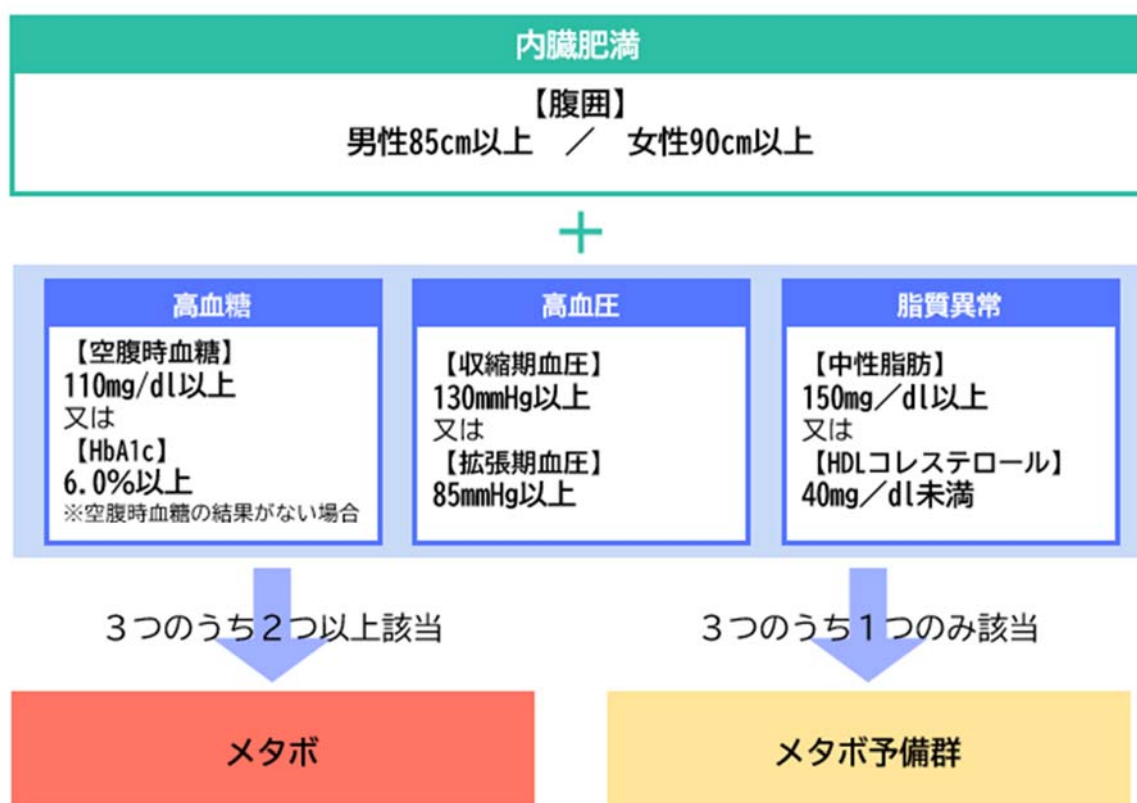 内臓肥満
【腹囲】
男性85cm以上　／　女性90cm以上
＋
高血糖
【空腹時血糖】
110mg/dl以上
又は
【HbA1c】
6.0%以上
※空腹時血糖の結果がない場合
高血圧
【収縮期血圧】
130mmHg以上
又は
【拡張期血圧】
85mmHg以上
脂質異常
【中性脂肪】
150mg／dl以上
又は
【HDLコレステロール】
40mg／dl未満
３つのうち２つ以上該当
３つのうち１つのみ該当
メタボ
メタボ予備群